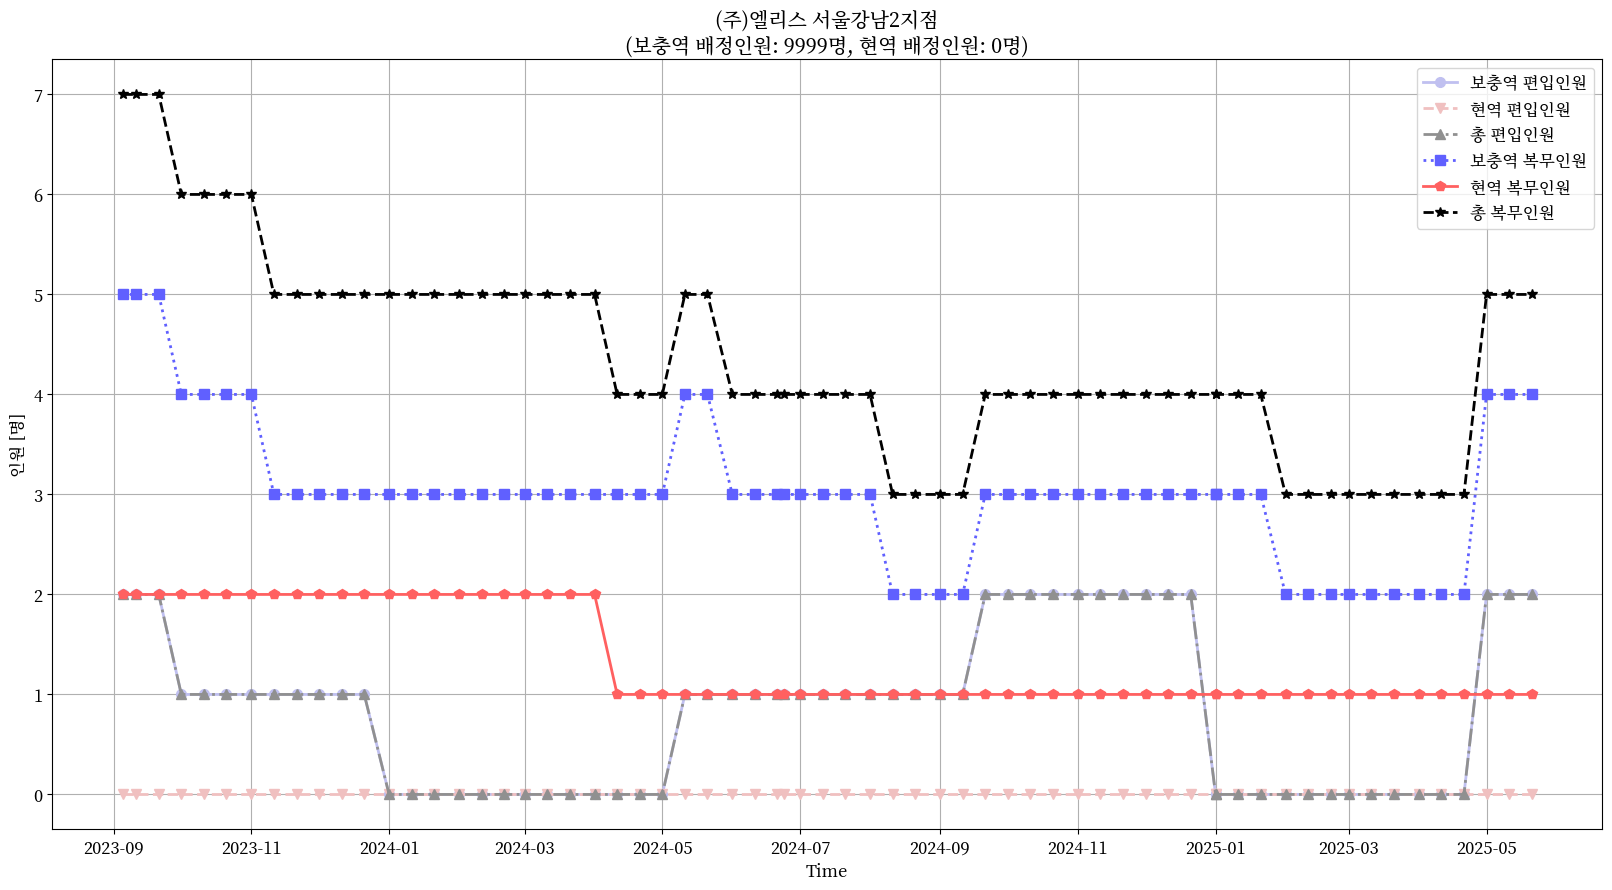 (주)엘리스 서울강남2지점
(보충역 배정인원: 9999명, 현역 배정인원: 0명)
보충역 편입인원
현역 편입인원
총 편입인원
보충역 복무인원
현역 복무인원
총 복무인원
7
6
5
4
3
2
1
0
인원 [명]
2023-09
2023-11
2024-01
2024-03
2024-05
2024-07
2024-09
2024-11
2025-01
2025-03
2025-05
Time